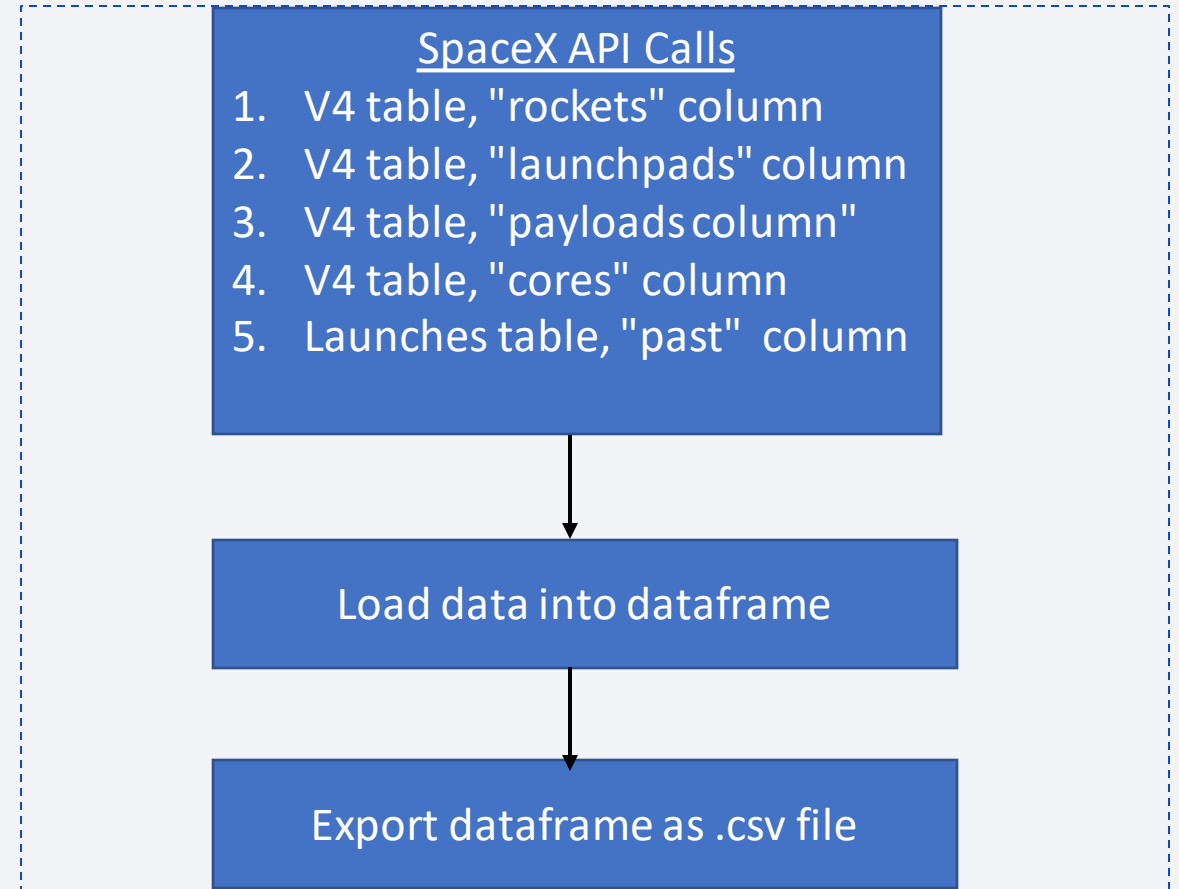 SpaceX API Calls
1. V4 table, "rockets" column
2. V4 table, "launchpads" column
3. V4 table, "payloads column"
4. V4 table, "cores" column
5. Launches table, "past" column
Load data into dataframe
Export dataframe as .csv file